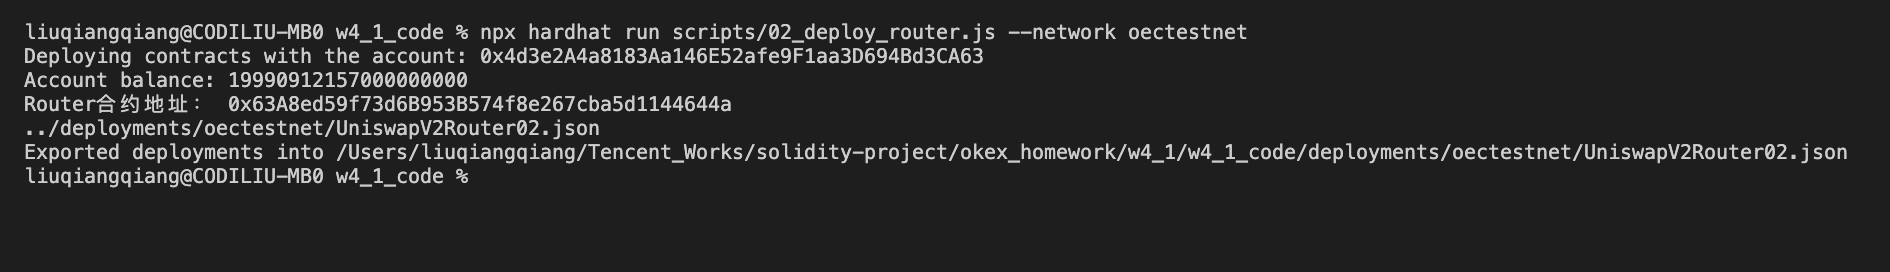 liuqiangqiang@CODILIU-MB0 w4_1_code % npx hardhat run scripts/02_deploy_router.js --network oectestnet
Deploying contracts with the account: 0x4d3e2A4a8183Aa146E52afe9F1aa3D694Bd3CA63
Account balance: 19990912157000000000
Router合约地址： 0x63A8ed59f73d6B953B574f8e267cba5d1144644a
../deployments/oectestnet/UniswapV2Router02.json
Exported deployments into /Users/liuqiangqiang/Tencent_Works/solidity-project/okex_homework/w4_1/w4_1_code/deployments/oectestnet/UniswapV2Router02.json
liuqiangqiang@CODILIU-MB0 w4_1_code %